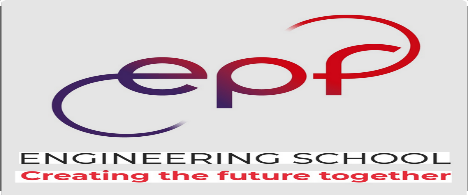 epf
ENGINEERING SCHOOL
Creating the future together